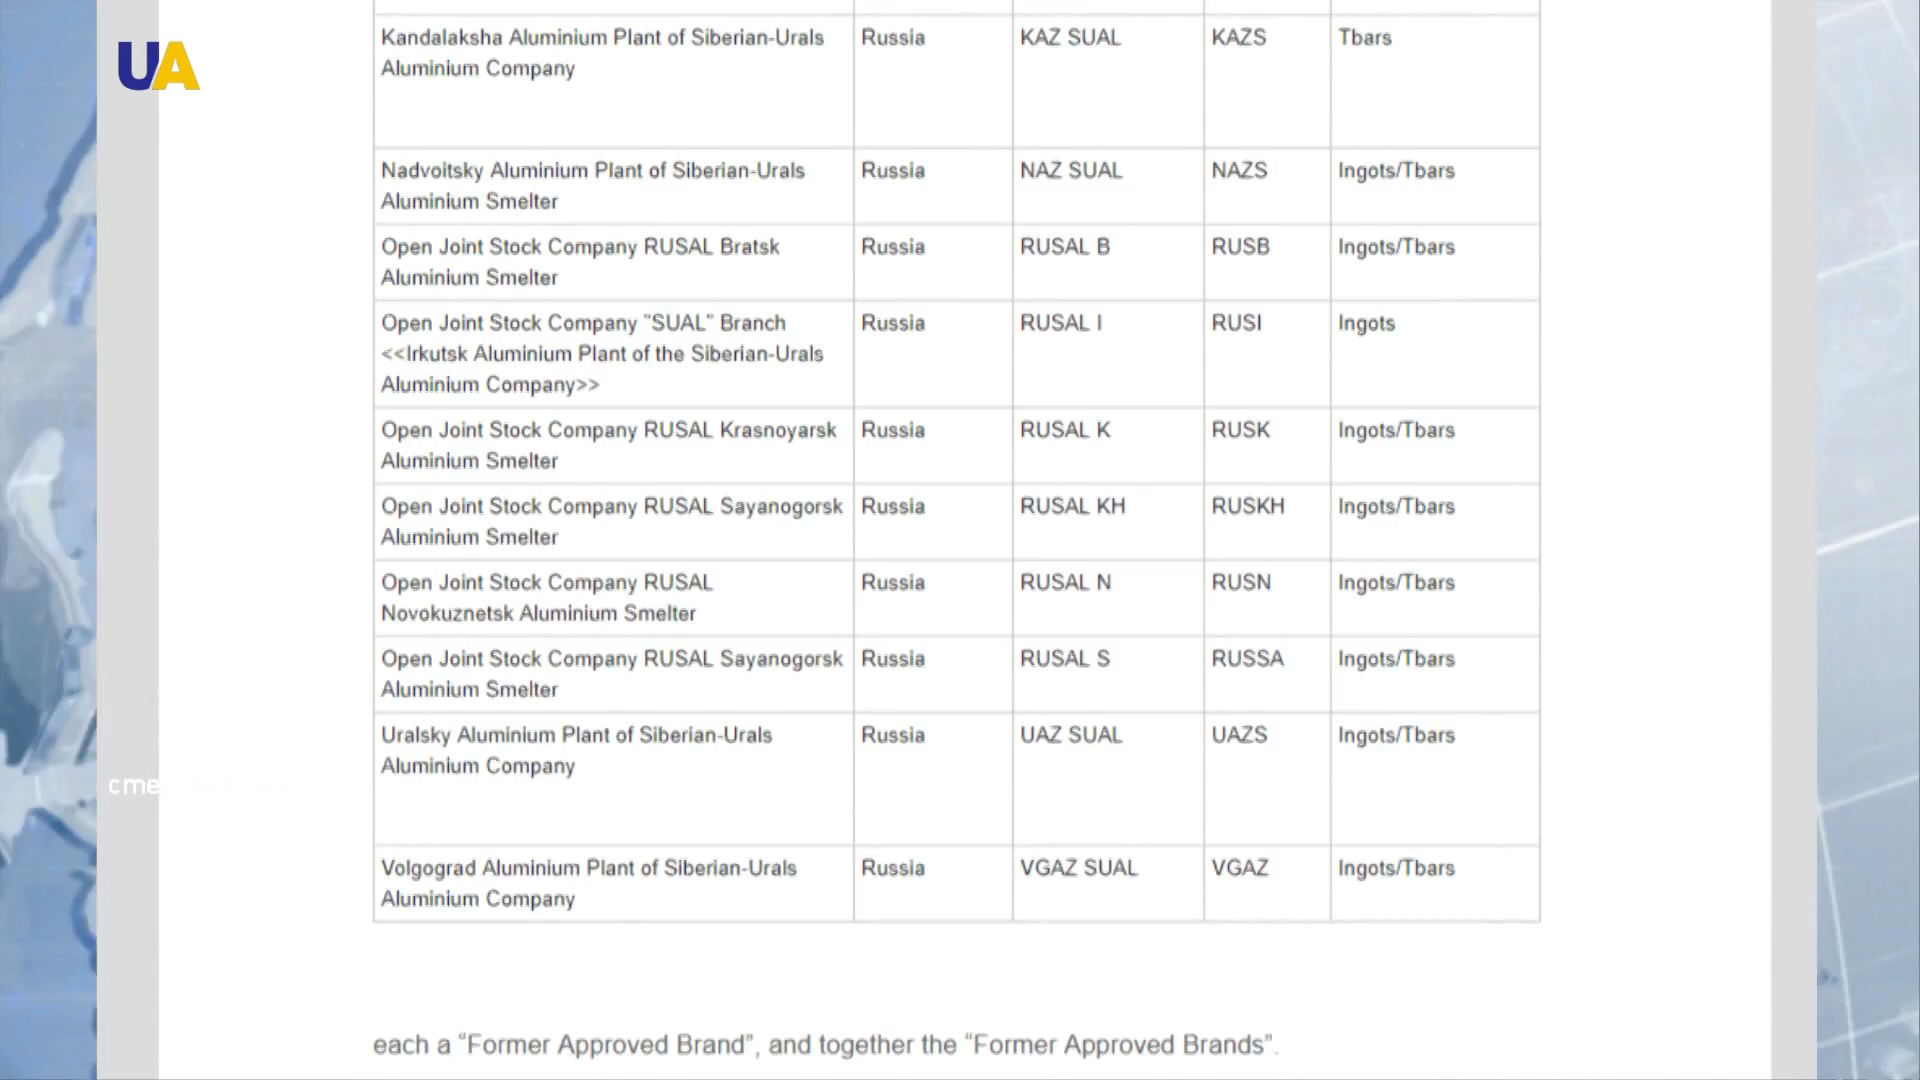 UA
Kandalaksha Aluminium Plant of Siberian-Urals Aluminium Company Russia KAZ SUAL KAZS Tbars
Nadvoitsky Aluminium Plant of Siberian-Urals Aluminium Smelter Russia NAZ SUAL NAZS Ingots/Tbars
Open Joint Stock Company RUSAL Bratsk Aluminium Smelter Russia RUSAL B RUSB Ingots/Tbars
Open Joint Stock Company "SUAL" Branch <<Irkutsk Aluminium Plant of the Siberian-Urals Aluminium Company>> Russia RUSAL I RUSI Ingots
Open Joint Stock Company RUSAL Krasnoyarsk Aluminium Smelter Russia RUSAL K RUSK Ingots/Tbars
Open Joint Stock Company RUSAL Sayanogorsk Aluminium Smelter Russia RUSAL KH RUSKH Ingots/Tbars
Open Joint Stock Company RUSAL Novokuznetsk Aluminium Smelter Russia RUSAL N RUSN Ingots/Tbars
Open Joint Stock Company RUSAL Sayanogorsk Aluminium Smelter Russia RUSAL S RUSSA Ingots/Tbars
Uralsky Aluminium Plant of Siberian-Urals Aluminium Company Russia UAZ SUAL UAZS Ingots/Tbars
cme
Volgograd Aluminium Plant of Siberian-Urals Aluminium Company Russia VGAZ SUAL VGAZ Ingots/Tbars
each a “Former Approved Brand”, and together the “Former Approved Brands”.